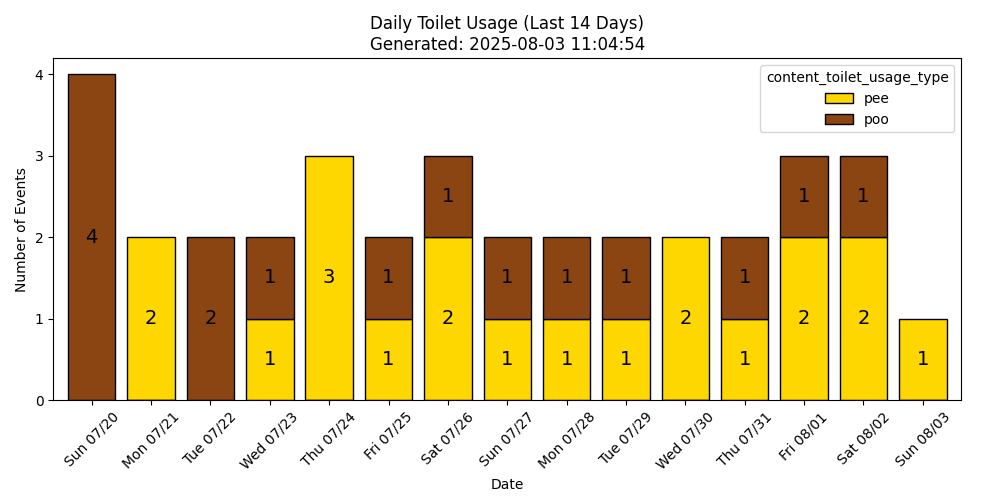 Daily Toilet Usage (Last 14 Days)
Generated: 2025-08-03 11:04:54
content_toilet_usage_type
pee
poo
Number of Events
4
3
2
1
0
4
2
2
1
1
3
1
1
1
2
1
1
1
1
1
1
2
1
1
1
2
1
2
1
Sun 07/20
Mon 07/21
Tue 07/22
Wed 07/23
Thu 07/24
Fri 07/25
Sat 07/26
Sun 07/27
Mon 07/28
Tue 07/29
Wed 07/30
Thu 07/31
Fri 08/01
Sat 08/02
Sun 08/03
Date